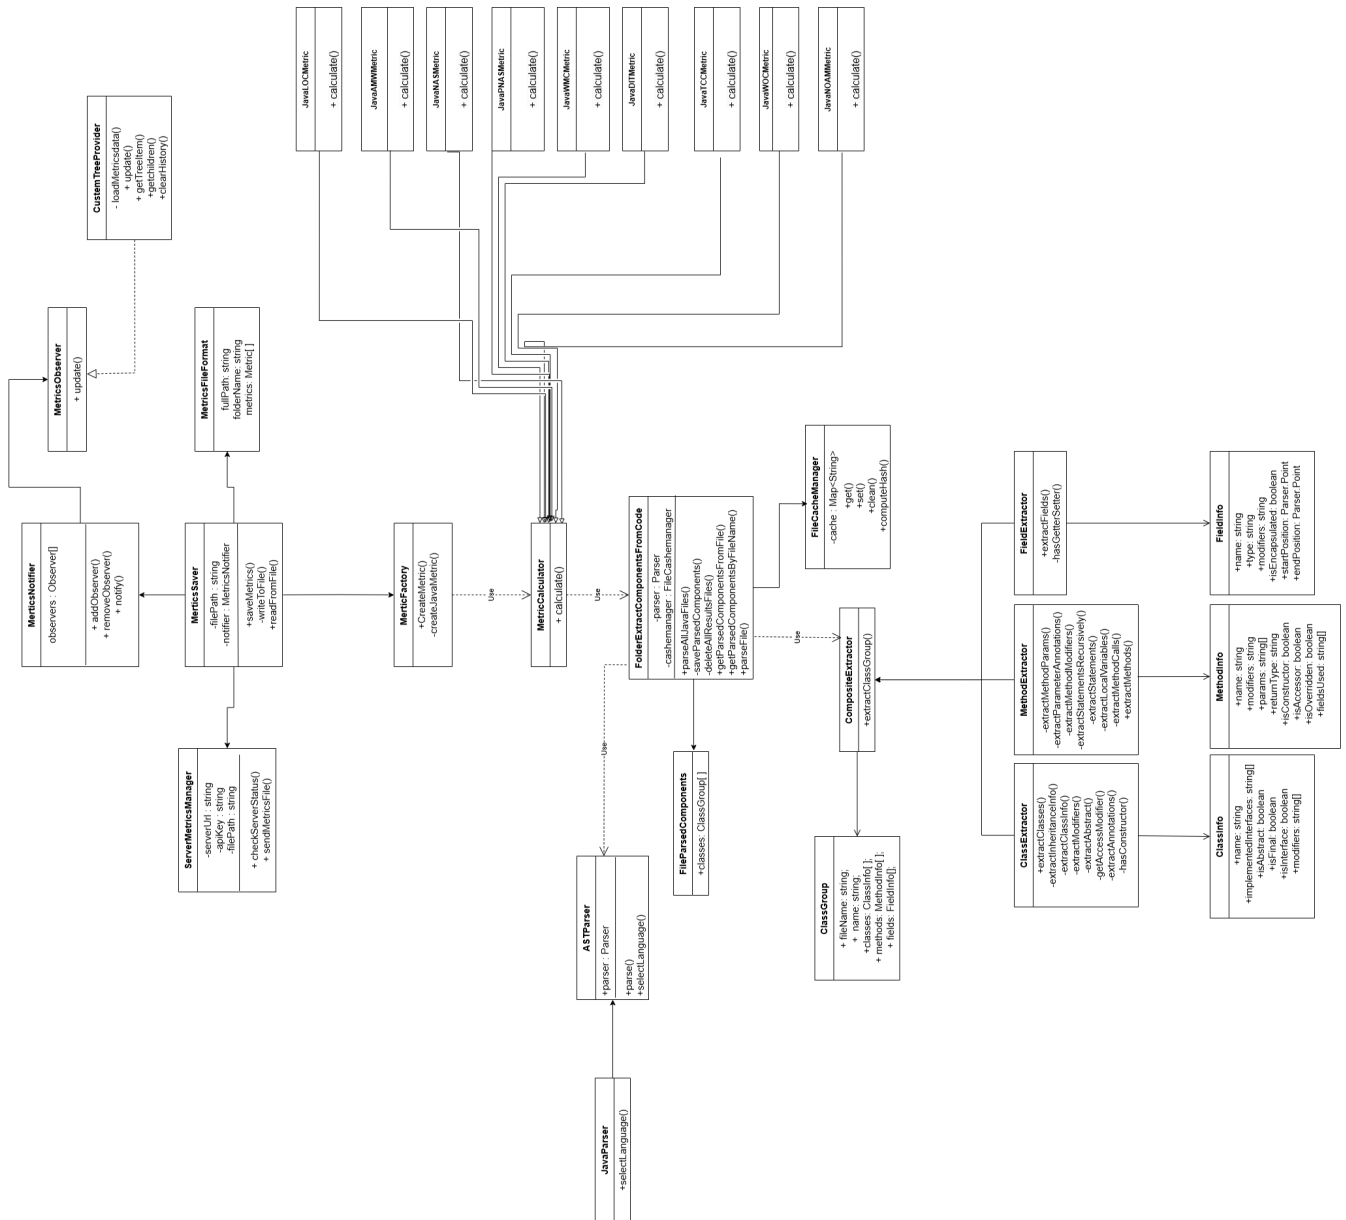 JavaLOCMetric
+ calculate()
JavaAMWMetric
+ calculate()
JavaNASMetric
+ calculate()
JavaPNASMetric
+ calculate()
JavaWMCMetric
+ calculate()
JavaDITMetric
+ calculate()
JavaTCCMetric
+ calculate()
JavaWOCMetric
+ calculate()
JavaNOAMMetric
+ calculate()
CustemTreeProvider
- loadMetricsdata()
+ update()
+ getTreeItem()
+getchildren()
+clearHistory()
MetricsObserver
+ update()
MetricsFileFormat
fullPath: string
folderName: string
metrics: Metric[ ]
MerticsNotifier
observers : Observer[]
+ addObserver()
+ removeObserver()
+ notify()
MerticsSaver
-filePath : string
-notifier : MetricsNotifier
+saveMetrics()
-writeToFile()
+readFromFile()
MerticFactory
+CreateMetric()
-createJavaMetric()
Use
MetricCalculator
+ calculate()
Use
FolderExtractComponentsFromCode
-parser : Parser
-cashemanager : FileCashemanager
+parseAllJavaFiles()
-saveParsedComponents()
-deleteAllResultsFiles()
+getParsedComponentsFromFile()
+getParsedComponentsByFileName()
+parseFile()
FileCacheManager
-cache : Map<String>
+get()
+set()
+clean()
+computeHash()
Use
CompositeExtractor
+extractClassGroup()
FieldExtractor
+extractFields()
-hasGetterSetter()
FieldInfo
+name: string
+type: string
+modifiers: string
+isEncapsulated: boolean
+startPosition: Parser.Point
+endPosition: Parser.Point
MethodExtractor
-extractMethodParams()
-extractParameterAnnotations()
-extractMethodModifiers()
-extractStatementsRecursively()
-extractStatements()
-extractLocalVariables()
-extractMethodCalls()
+extractMethods()
MethodInfo
+name: string
+modifiers: string
+params: string[]
+returnType: string
+isConstructor: boolean
+isAccessor: boolean
+isOverridden: boolean
+fieldsUsed: string[]
ClassExtractor
+extractClasses()
-extractInheritanceInfo()
-extractClassInfo()
-extractModifiers()
-extractAbstract()
-getAccessModifier()
-extractAnnotations()
-hasConstructor()
ClassInfo
+name: string
+implementedInterfaces: string[]
+isAbstract: boolean
+isFinal: boolean
+isInterface: boolean
+modifiers: string[]
ServerMetricsManager
-serverUrl : string
-apiKey : string
-filePath : string
+ checkServerStatus()
+ sendMetricsFile()
Use
FileParsedComponents
+classes: ClassGroup[ ]
ClassGroup
+ fileName: string;
+ name: string;
+classes: ClassInfo[ ];
+ methods: MethodInfo[ ];
+ fields: FieldInfo[];
ASTParser
+parser : Parser
+parse()
+selectLanguage()
JavaParser
+selectLanguage()